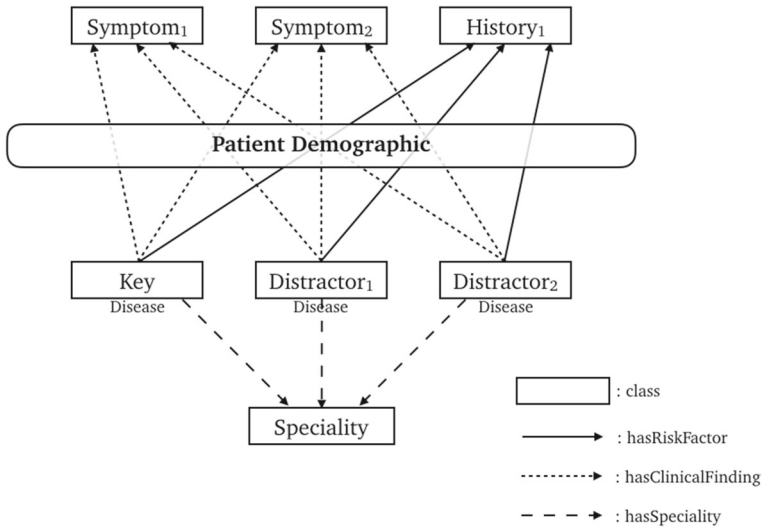 Symptom₁ Symptom₂ History₁
Patient Demographic
Key Distractor₁ Distractor₂
Disease Disease Disease
Speciality
: class
: hasRiskFactor
: hasClinicalFinding
: hasSpeciality